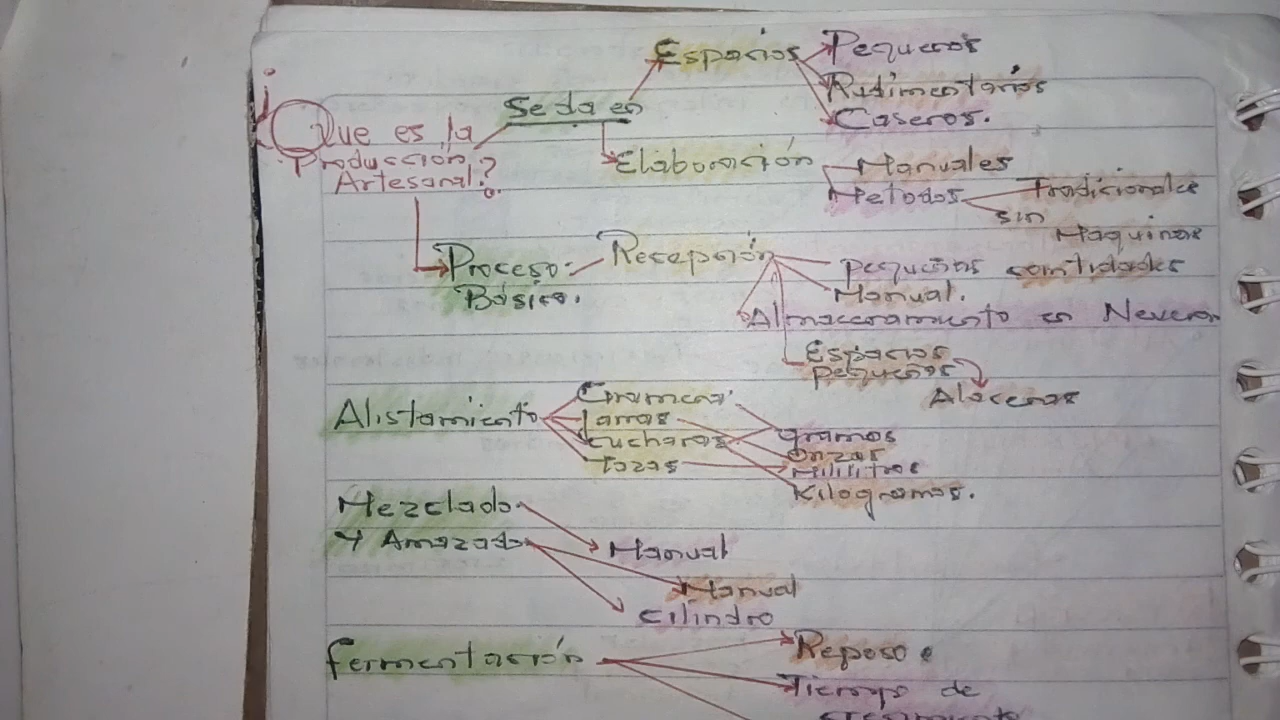 Espacios
Pequeños
Rudimentarios
Caseros.
Se da en
¿Que es la
Producción
Artesanal?
Elaboración
Manuales
Metodos
Tradicionales
sin
Maquinas
Proceso:
Básico.
Recepción
pequeñas cantidades
Manual.
Almacenamiento en Nevera
Espacios
pequeños
Alacenas
Alistamiento
Gramera
Jarras
cucharas
Tazas
gramos
onzas
Mililitros
Kilogramos.
Mezclado
Y Amazado
Manual
Manual
cilindro
fermentación
Reposo
Tiempo de